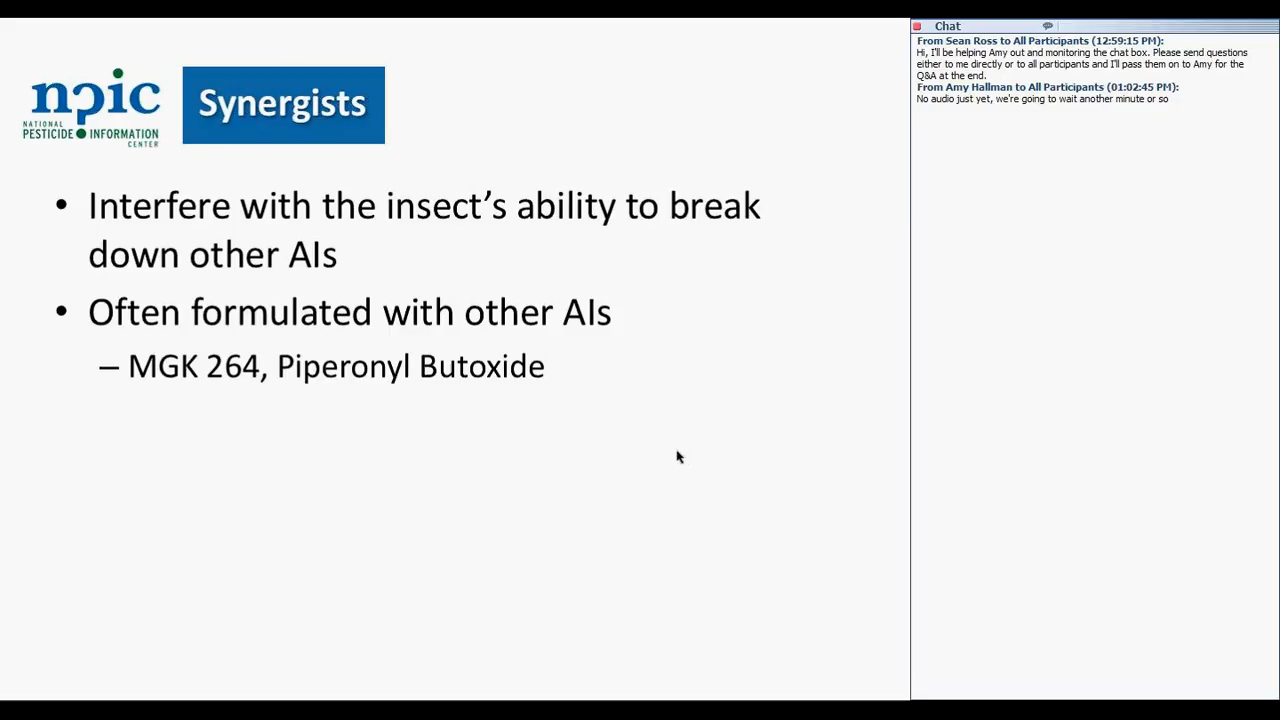 npic
NATIONAL
PESTICIDE INFORMATION
CENTER
Synergists
• Interfere with the insect's ability to break
down other AIs
• Often formulated with other AIs
– MGK 264, Piperonyl Butoxide
Chat
From Sean Ross to All Participants (12:59:15 PM):
Hi, I'll be helping Amy out and monitoring the chat box. Please send questions
either to me directly or to all participants and I'll pass them on to Amy for the
Q&A at the end.
From Amy Hallman to All Participants (01:02:45 PM):
No audio just yet, we're going to wait another minute or so